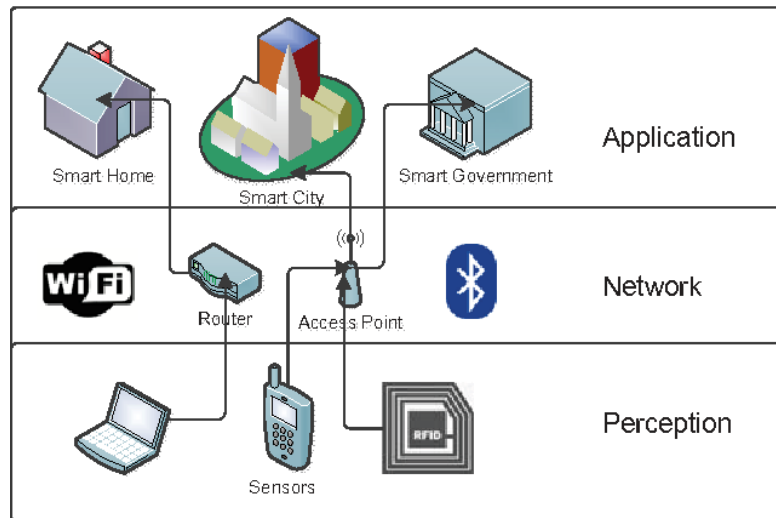 Application
Smart Home
Smart City
Smart Government
WiFi
Network
Router
Access Point
RFID
Perception
Sensors